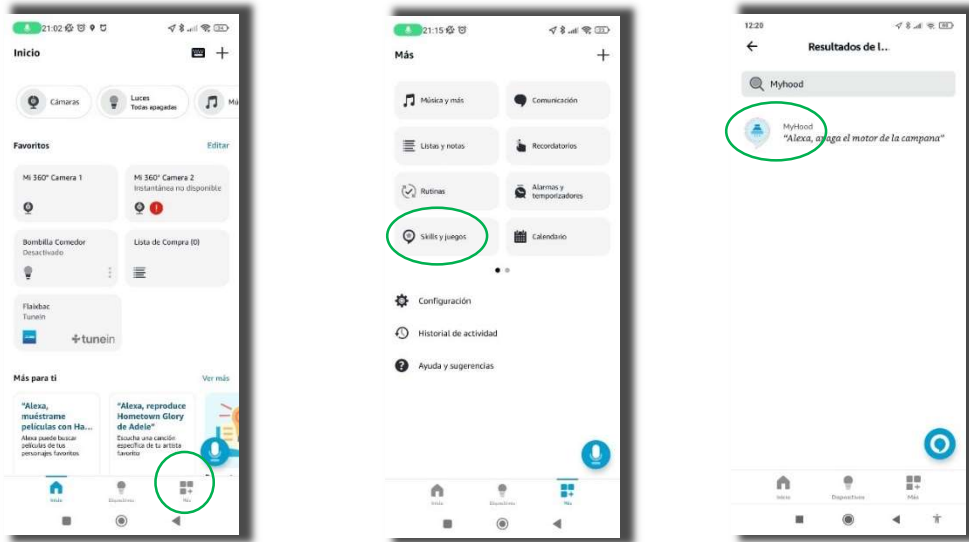 21:02
Inicio
Cámaras
Luces
Todas apagadas
Mú
Favoritos
Editar
Mi 360° Camera 1
Mi 360° Camera 2
Instantánea no disponible
Bombilla Comedor
Desactivado
Lista de Compra (0)
Flaixbac
Tunein
tunein
Más para ti
Ver más
"Alexa,
muéstrame
películas con Ha...
Alexa puede buscar
películas de tus
personajes favoritos
"Alexa, reproduce
Hometown Glory
de Adele"
Escucha una canción
específica de tu artista
favorito
Inicio
Dispositivos
Más
21:15
Más
Música y más
Comunicación
Listas y notas
Recordatorios
Rutinas
Alarmas y
temporizadores
Skills y juegos
Calendario
Configuración
Historial de actividad
Ayuda y sugerencias
Inicio
Dispositivos
Más
12:20
Resultados de l...
Myhood
MyHood
"Alexa, apaga el motor de la campana"
Inicio
Dispositivos
Más